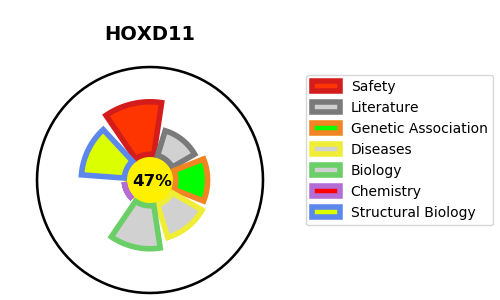 HOXD11
47%
Safety
Literature
Genetic Association
Diseases
Biology
Chemistry
Structural Biology